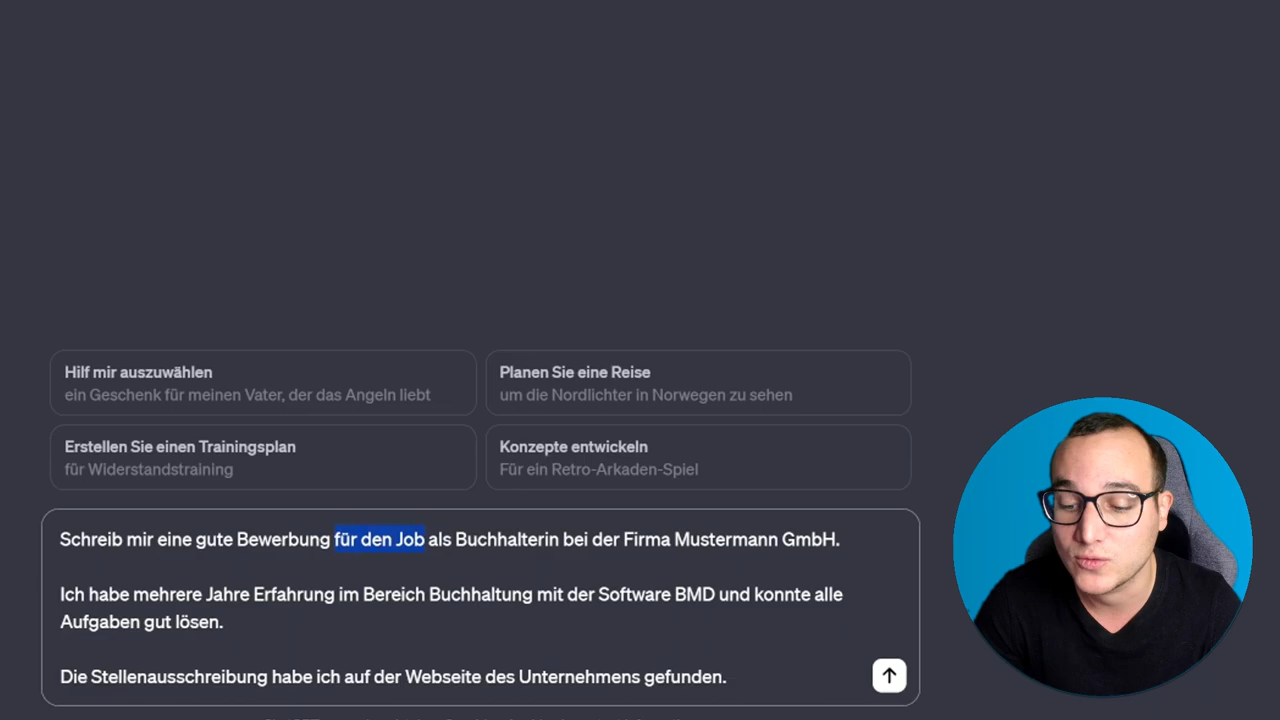 Hilf mir auszuwählen
ein Geschenk für meinen Vater, der das Angeln liebt
Planen Sie eine Reise
um die Nordlichter in Norwegen zu sehen
Erstellen Sie einen Trainingsplan
für Widerstandstraining
Konzepte entwickeln
Für ein Retro-Arkaden-Spiel
Schreib mir eine gute Bewerbung für den Job als Buchhalterin bei der Firma Mustermann GmbH.
Ich habe mehrere Jahre Erfahrung im Bereich Buchhaltung mit der Software BMD und konnte alle
Aufgaben gut lösen.
Die Stellenausschreibung habe ich auf der Webseite des Unternehmens gefunden.